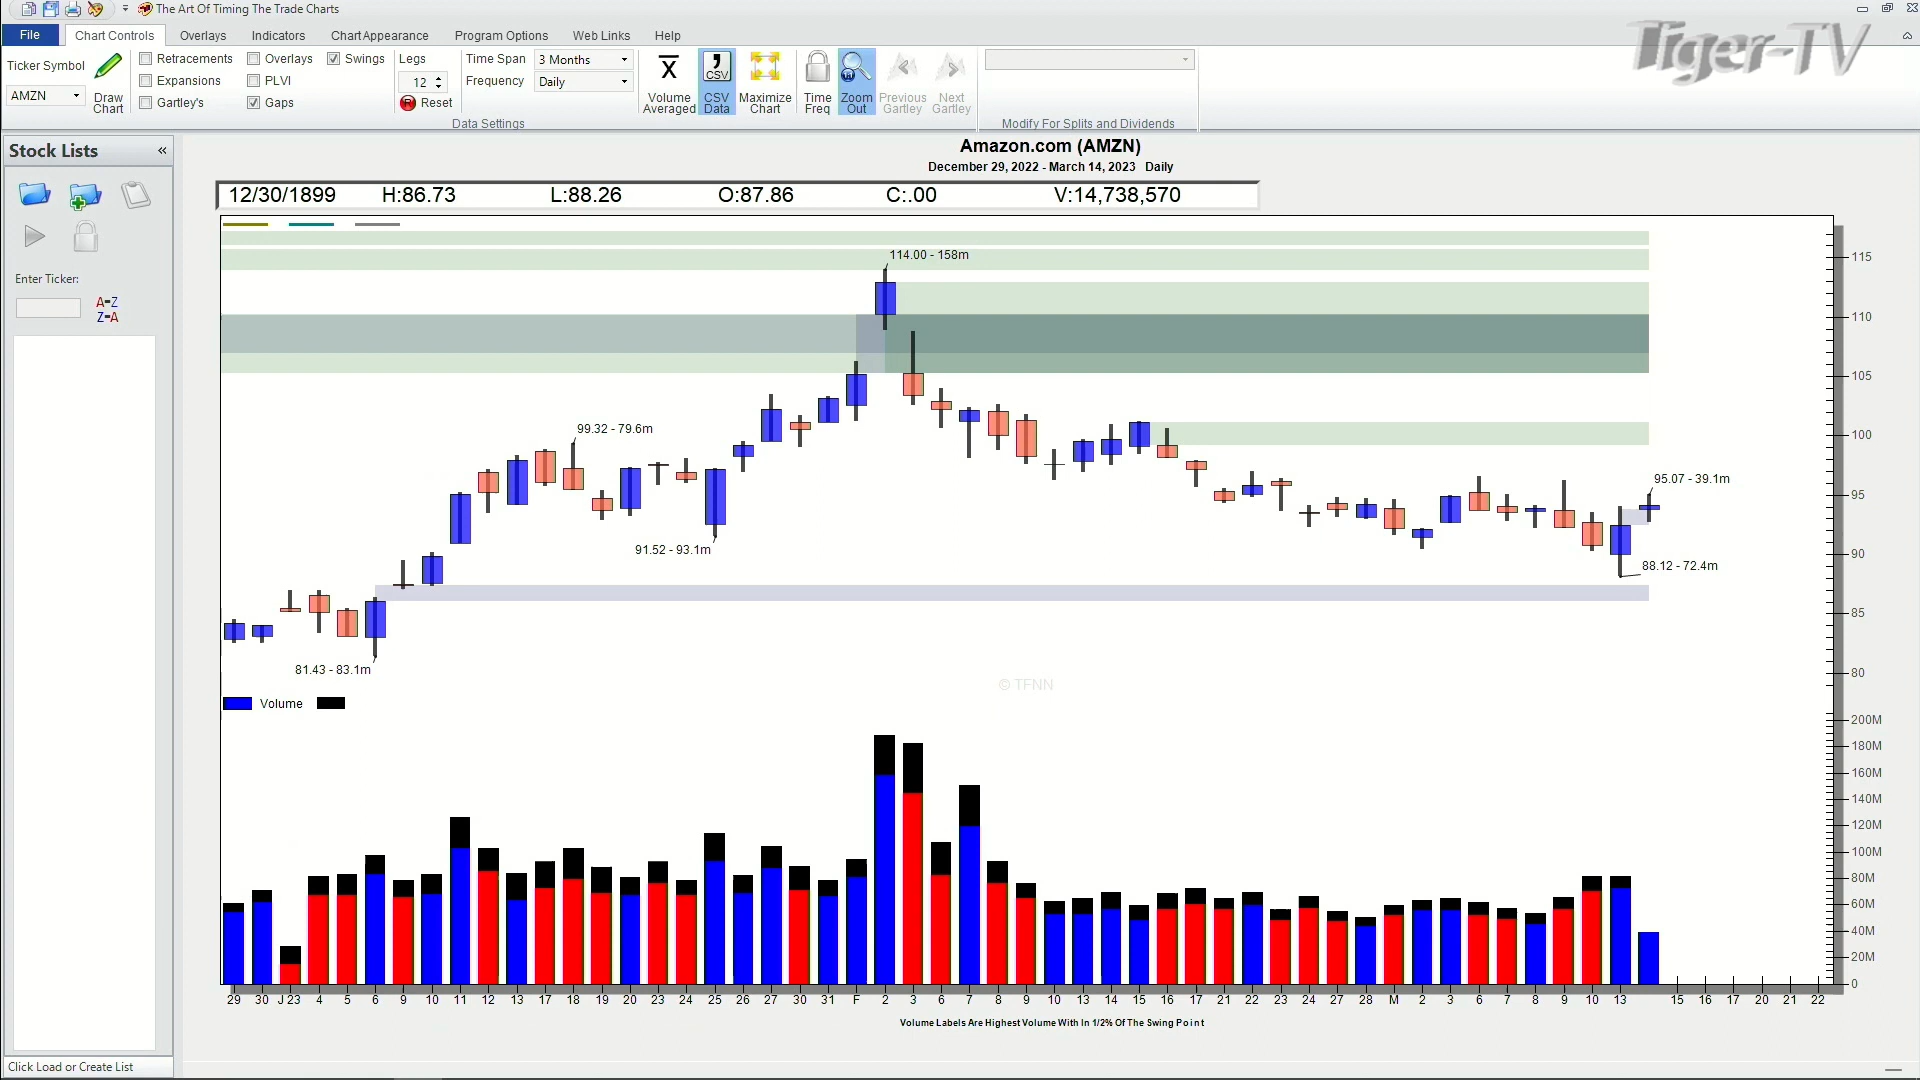 The Art Of Timing The Trade Charts
File Chart Controls Overlays Indicators Chart Appearance Program Options Web Links Help
Tiger-TV
Ticker Symbol
AMZN
Draw Chart
Retracements
Expansions
Gartley's
Overlays
PLVI
Gaps
Swings
Legs
12
Reset
Time Span 3 Months
Frequency Daily
Data Settings
X
Volume Averaged
CSV
CSV Data
Maximize Chart
Time Freq
Zoom Out
Previous Gartley
Next Gartley
Modify For Splits and Dividends
Stock Lists «
Enter Ticker:
A-Z
Z-A
Click Load or Create List
Amazon.com (AMZN)
December 29, 2022 - March 14, 2023 Daily
12/30/1899 H:86.73 L:88.26 O:87.86 C:.00 V:14,738,570
114.00 - 158m
99.32 - 79.6m
91.52 - 93.1m
81.43 - 83.1m
95.07 - 39.1m
88.12 - 72.4m
115
110
105
100
95
90
85
80
© TFNN
Volume
200M
180M
160M
140M
120M
100M
80M
60M
40M
20M
0
29 30 J 23 4 5 6 9 10 11 12 13 17 18 19 20 23 24 25 26 27 30 31 F 2 3 6 7 8 9 10 13 14 15 16 17 21 22 23 24 27 28 M 2 3 6 7 8 9 10 13 15 16 17 20 21 22
Volume Labels Are Highest Volume With In 1/2% Of The Swing Point